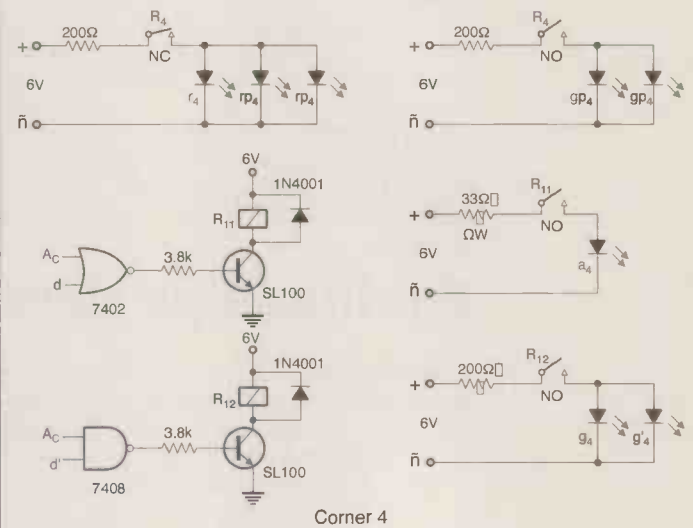 200Ω R4 NC
+ 6V ñ
r4 rp4 rp4
200Ω R4 NO
+ 6V ñ
gp4 gp4
6V
1N4001
R11
AC
d
3.8k
7402
SL100
33Ω▯ R11 NO
▯
ΩW
+ 6V ñ
a4
6V
1N4001
R12
AC
d'
3.8k
7408
SL100
200Ω▯ R12 NO
▯
+ 6V ñ
g4 g'4
Corner 4